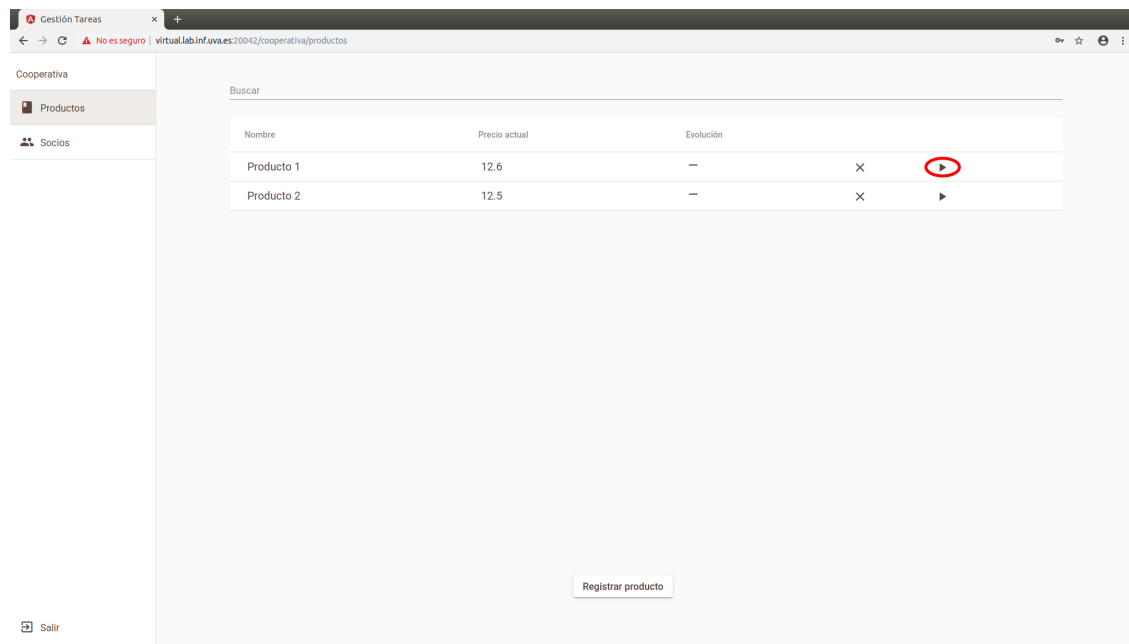 Gestión Tareas
No es seguro | virtual.lab.inf.uva.es:20042/cooperativa/productos
Cooperativa
Productos
Socios
Buscar
Nombre Precio actual Evolución
Producto 1 12.6
Producto 2 12.5
Registrar producto
Salir